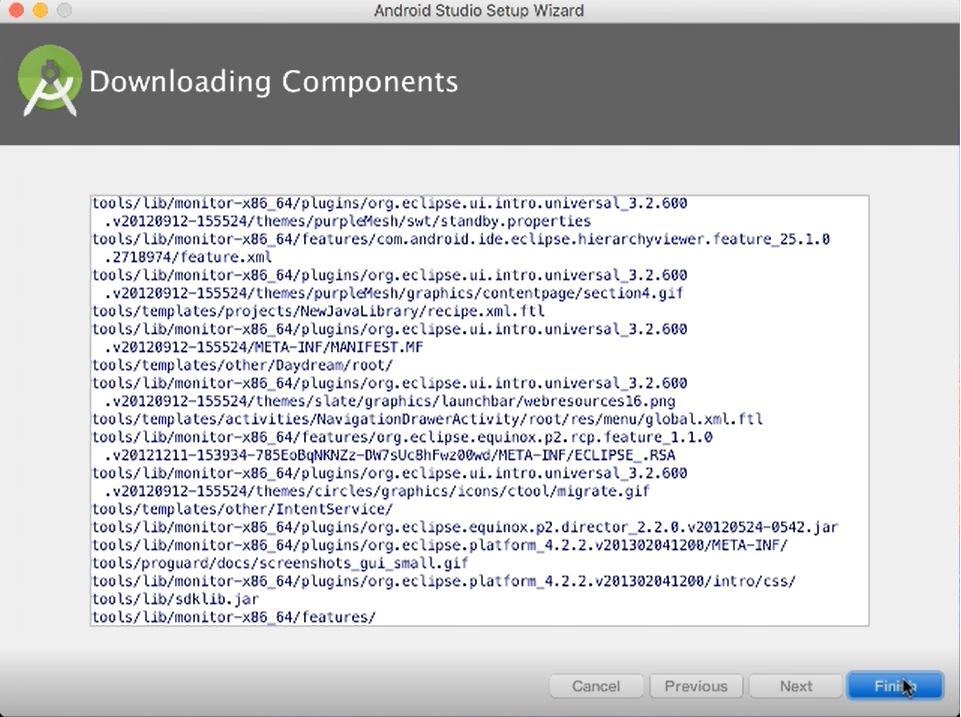 Android Studio Setup Wizard
Downloading Components
tools/lib/monitor-x86_64/plugins/org.eclipse.ui.intro.universal_3.2.600
.v20120912-155524/themes/purpleMesh/swt/standby.properties
tools/lib/monitor-x86_64/features/com.android.ide.eclipse.hierarchyviewer.feature_25.1.0
.2718974/feature.xml
tools/lib/monitor-x86_64/plugins/org.eclipse.ui.intro.universal_3.2.600
.v20120912-155524/themes/purpleMesh/graphics/contentpage/section4.gif
tools/templates/projects/NewJavaLibrary/recipe.xml.ftl
tools/lib/monitor-x86_64/plugins/org.eclipse.ui.intro.universal_3.2.600
.v20120912-155524/META-INF/MANIFEST.MF
tools/templates/other/Daydream/root/
tools/lib/monitor-x86_64/plugins/org.eclipse.ui.intro.universal_3.2.600
.v20120912-155524/themes/slate/graphics/launchbar/webresources16.png
tools/templates/activities/NavigationDrawerActivity/root/res/menu/global.xml.ftl
tools/lib/monitor-x86_64/features/org.eclipse.equinox.p2.rcp.feature_1.1.0
.v20121211-153934-785EoBqNKNZz-DW7sUc8hFwz00wd/META-INF/ECLIPSE_.RSA
tools/lib/monitor-x86_64/plugins/org.eclipse.ui.intro.universal_3.2.600
.v20120912-155524/themes/circles/graphics/icons/ctool/migrate.gif
tools/templates/other/IntentService/
tools/lib/monitor-x86_64/plugins/org.eclipse.equinox.p2.director_2.2.0.v20120524-0542.jar
tools/lib/monitor-x86_64/plugins/org.eclipse.platform_4.2.2.v201302041200/META-INF/
tools/proguard/docs/screenshots_gui_small.gif
tools/lib/monitor-x86_64/plugins/org.eclipse.platform_4.2.2.v201302041200/intro/css/
tools/lib/sdklib.jar
tools/lib/monitor-x86_64/features/
Cancel Previous Next Finish